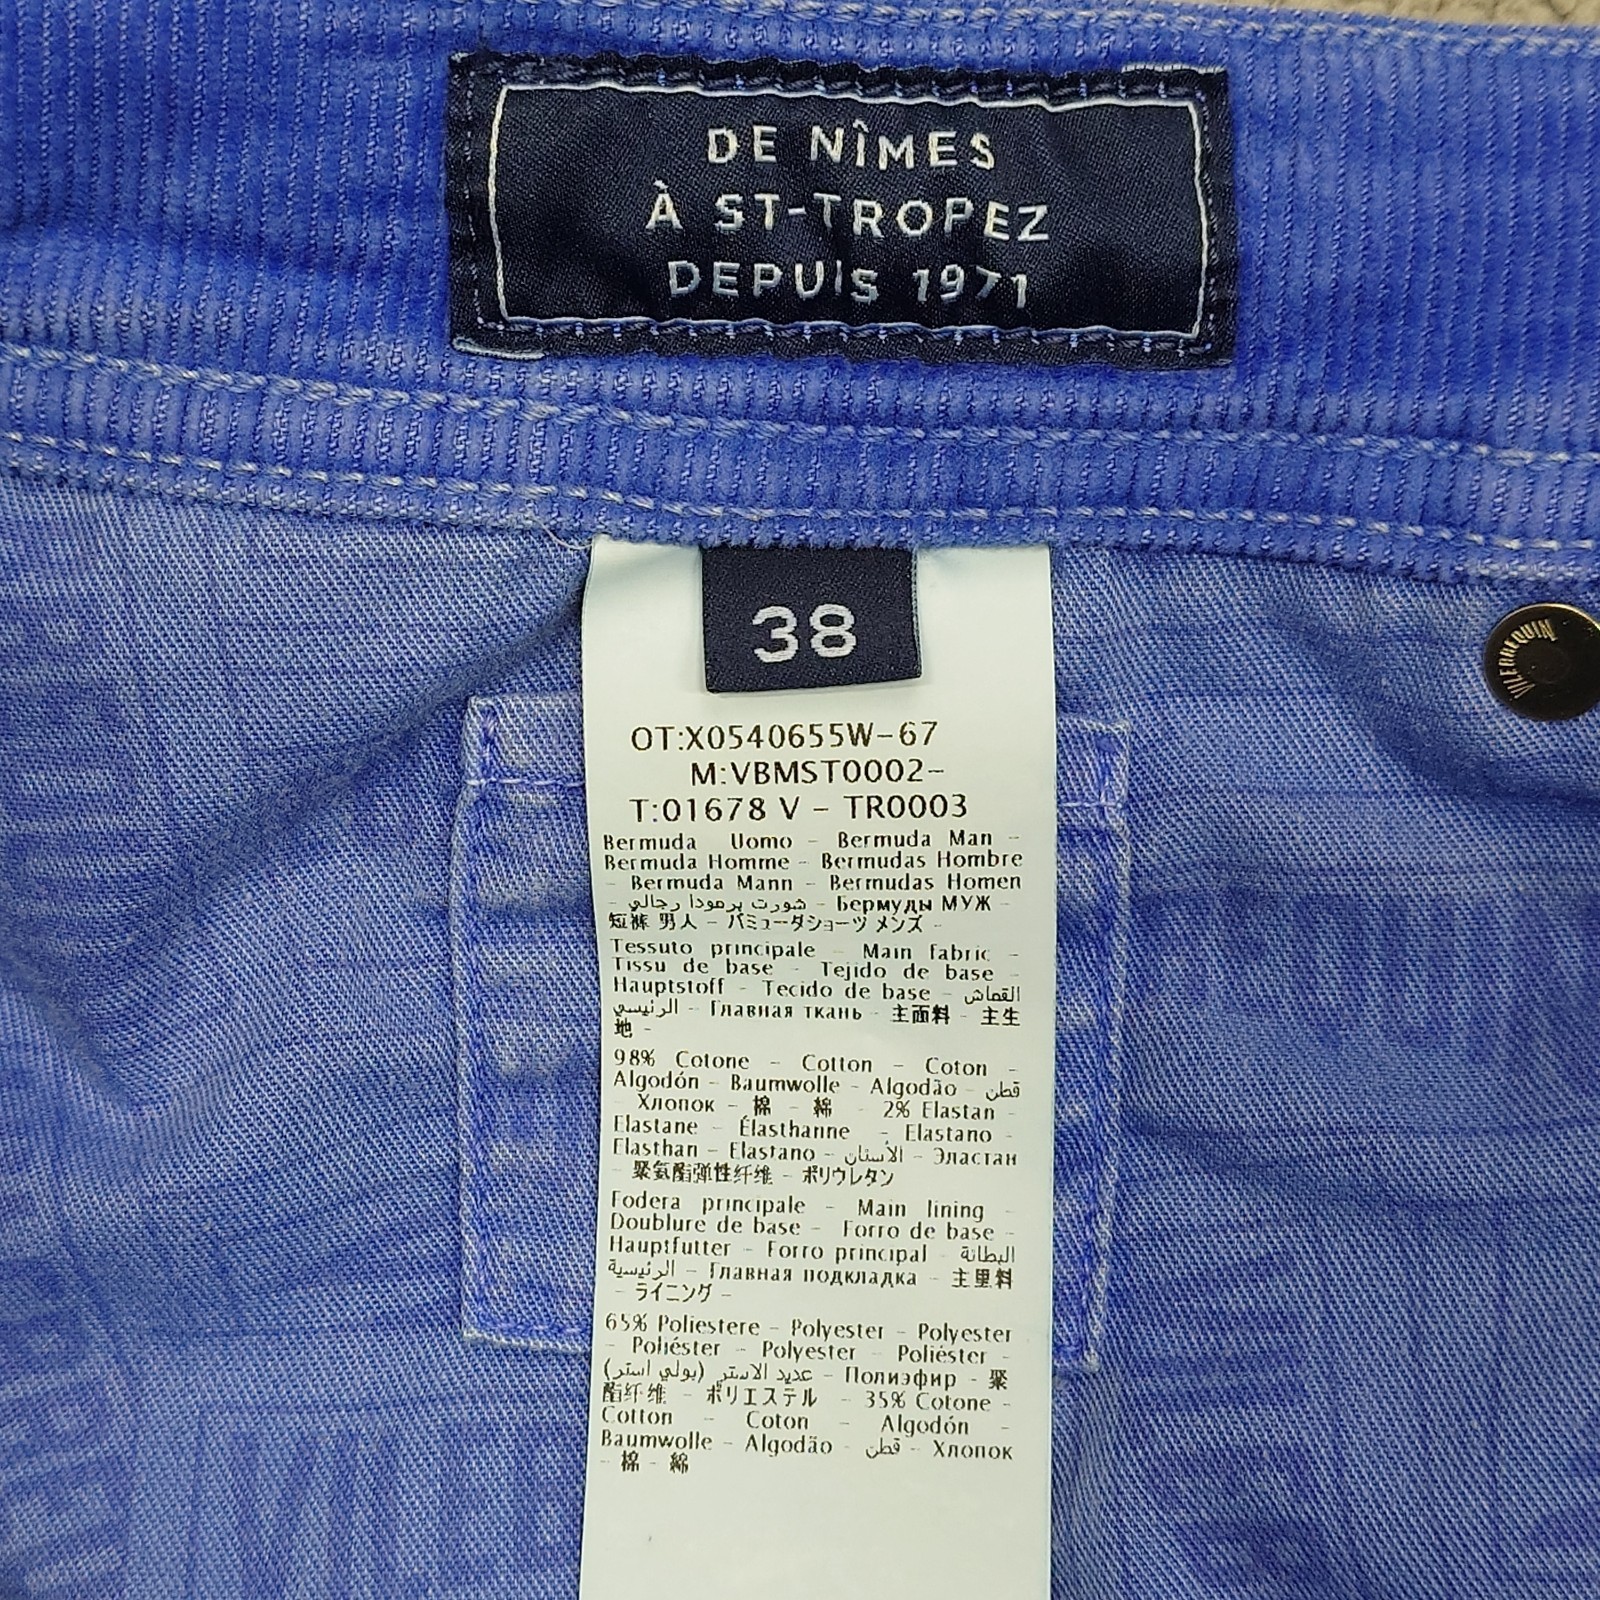 DE NÎMES
À ST-TROPEZ
DEPUIS 1971
38
VILEBREQUIN
OT:X0540655W-67
M:VBMST0002-
T:01678 V - TR0003
Bermuda Uomo - Bermuda Man -
Bermuda Homme - Bermudas Hombre
- Bermuda Mann - Bermudas Homen
- شورت برمودا رجالي - Бермуды МУЖ -
短裤 男人 - バミューダショーツ メンズ -
Tessuto principale - Main fabric -
Tissu de base - Tejido de base -
Hauptstoff - Tecido de base - القماش
الرئيسي - Главная ткань - 主面料 - 主生
地 -
98% Cotone - Cotton - Coton -
Algodón - Baumwolle - Algodão - قطن
- Хлопок - 棉 - 綿 - 2% Elastan -
Elastane - Élasthanne - Elastano -
Elasthan - Elastano - الأستان - Эластан
- 聚氨酯弹性纤维 - ポリウレタン
Fodera principale - Main lining -
Doublure de base - Forro de base -
Hauptfutter - Forro principal - البطانة
الرئيسية - Главная подкладка - 主里料
- ライニング -
65% Poliestere - Polyester - Polyester
- Poliéster - Polyester - Poliéster -
عديد الاستر (بولي استر) - Полиэфир - 聚
酯纤维 - ポリエステル - 35% Cotone -
Cotton - Coton - Algodón -
Baumwolle - Algodão - قطن - Хлопок
- 棉 - 綿